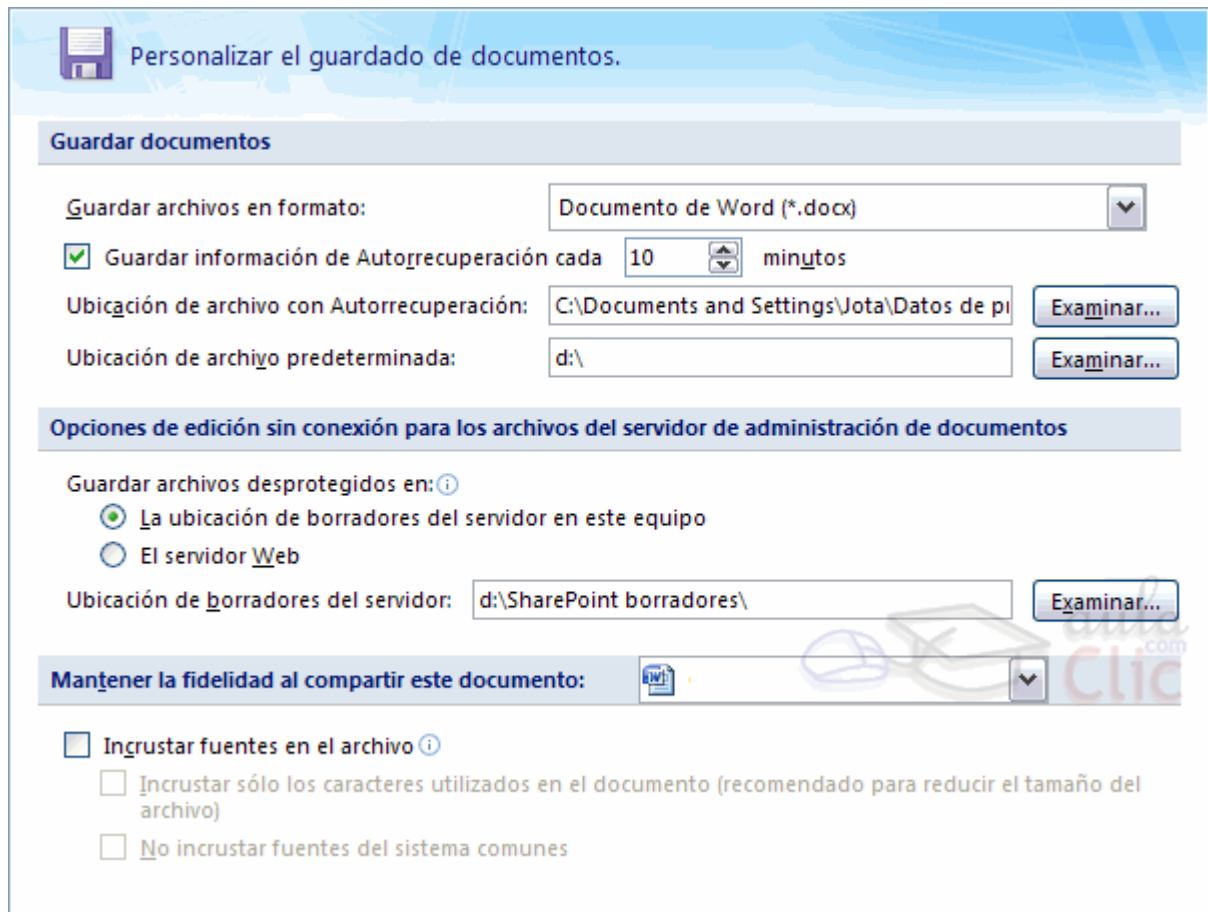 Personalizar el guardado de documentos.
Guardar documentos
Guardar archivos en formato: Documento de Word (*.docx)
Guardar información de Autorrecuperación cada 10 minutos
Ubicación de archivo con Autorrecuperación: C:\Documents and Settings\Jota\Datos de pr Examinar...
Ubicación de archivo predeterminada: d:\ Examinar...
Opciones de edición sin conexión para los archivos del servidor de administración de documentos
Guardar archivos desprotegidos en:
La ubicación de borradores del servidor en este equipo
El servidor Web
Ubicación de borradores del servidor: d:\SharePoint borradores\ Examinar...
aula
.com
Clic
Mantener la fidelidad al compartir este documento:
Incrustar fuentes en el archivo
Incrustar sólo los caracteres utilizados en el documento (recomendado para reducir el tamaño del
archivo)
No incrustar fuentes del sistema comunes